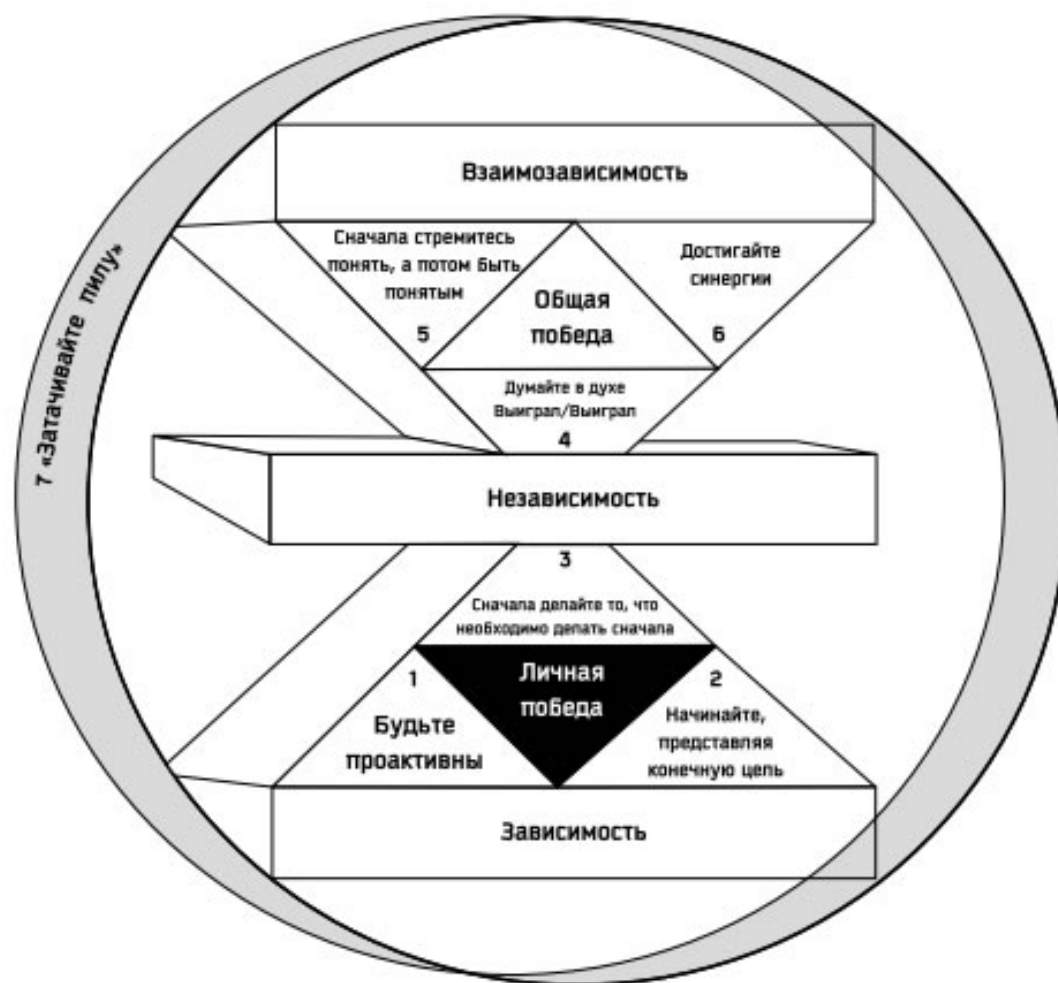 Взаимозависимость
Сначала стремитесь
понять, а потом быть
понятым
5
Общая
победа
Достигайте
синергии
6
Думайте в духе
Выиграл/Выиграл
4
7 «Затачивайте пилу»
Независимость
3
Сначала делайте то, что
необходимо делать сначала
1
Будьте
проактивны
Личная
победа
2
Начинайте,
представляя
конечную цель
Зависимость